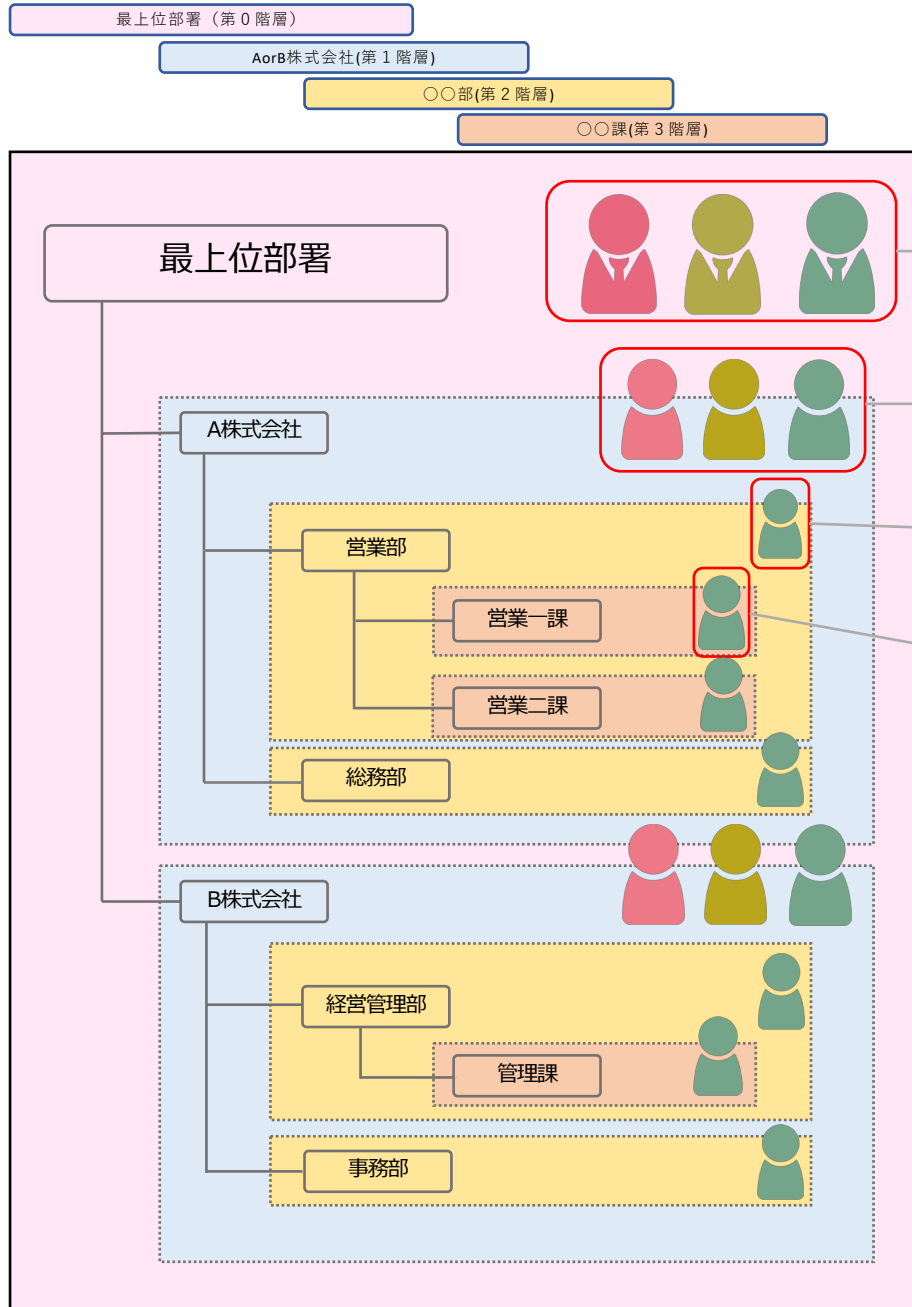 最上位部署（第０階層）
AorB株式会社(第１階層)
〇〇部(第２階層)
〇〇課(第３階層)
最上位部署
A株式会社
営業部
営業一課
営業二課
総務部
B株式会社
経営管理部
管理課
事務部